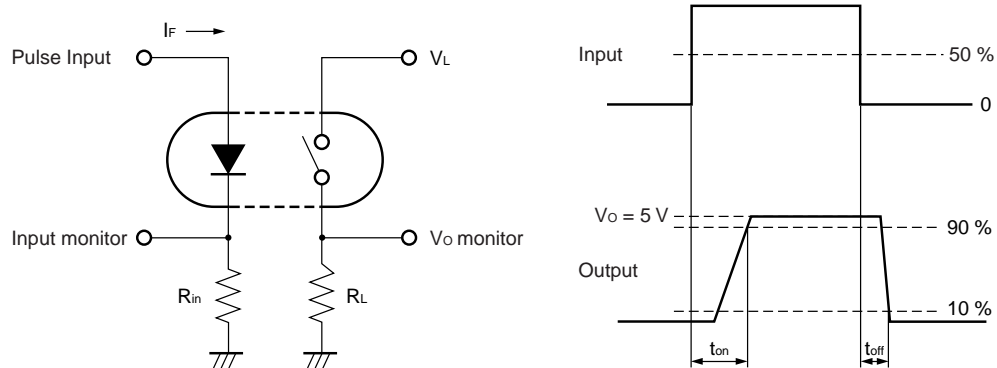 IF
Pulse Input
VL
Input monitor
VO monitor
Rin
RL
Input
50 %
0
VO = 5 V
90 %
Output
10 %
ton
toff